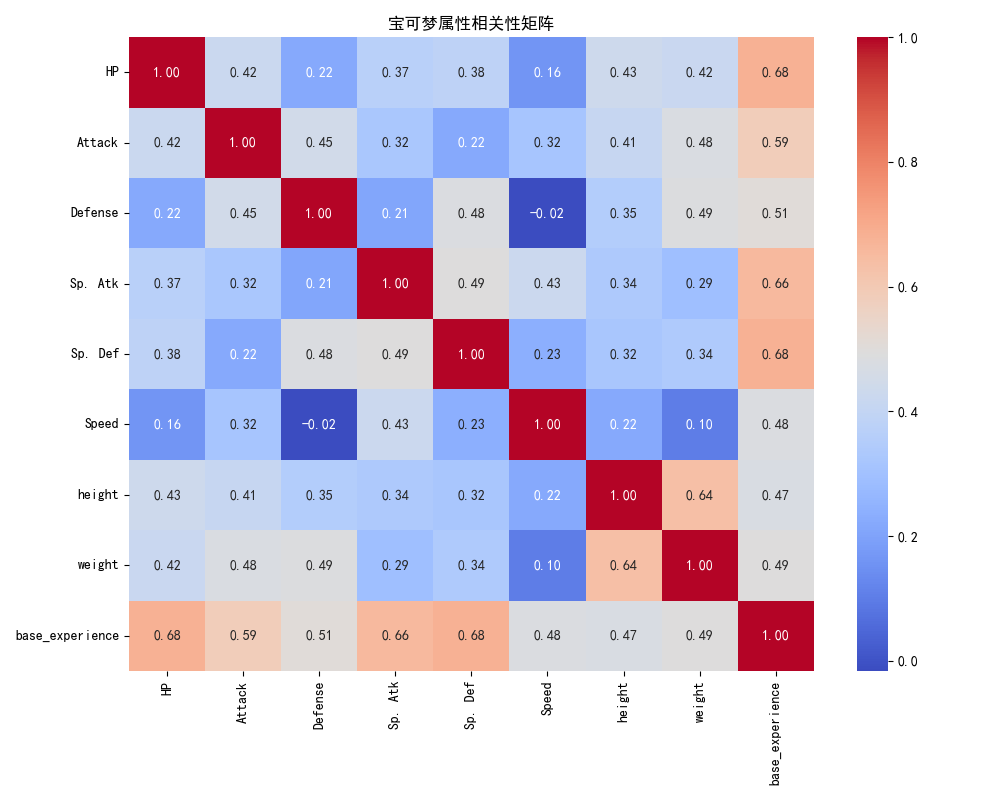 宝可梦属性相关性矩阵
HP 1.00 0.42 0.22 0.37 0.38 0.16 0.43 0.42 0.68
Attack 0.42 1.00 0.45 0.32 0.22 0.32 0.41 0.48 0.59
Defense 0.22 0.45 1.00 0.21 0.48 -0.02 0.35 0.49 0.51
Sp. Atk 0.37 0.32 0.21 1.00 0.49 0.43 0.34 0.29 0.66
Sp. Def 0.38 0.22 0.48 0.49 1.00 0.23 0.32 0.34 0.68
Speed 0.16 0.32 -0.02 0.43 0.23 1.00 0.22 0.10 0.48
height 0.43 0.41 0.35 0.34 0.32 0.22 1.00 0.64 0.47
weight 0.42 0.48 0.49 0.29 0.34 0.10 0.64 1.00 0.49
base_experience 0.68 0.59 0.51 0.66 0.68 0.48 0.47 0.49 1.00
HP Attack Defense Sp. Atk Sp. Def Speed height weight base_experience
1.0
0.8
0.6
0.4
0.2
0.0